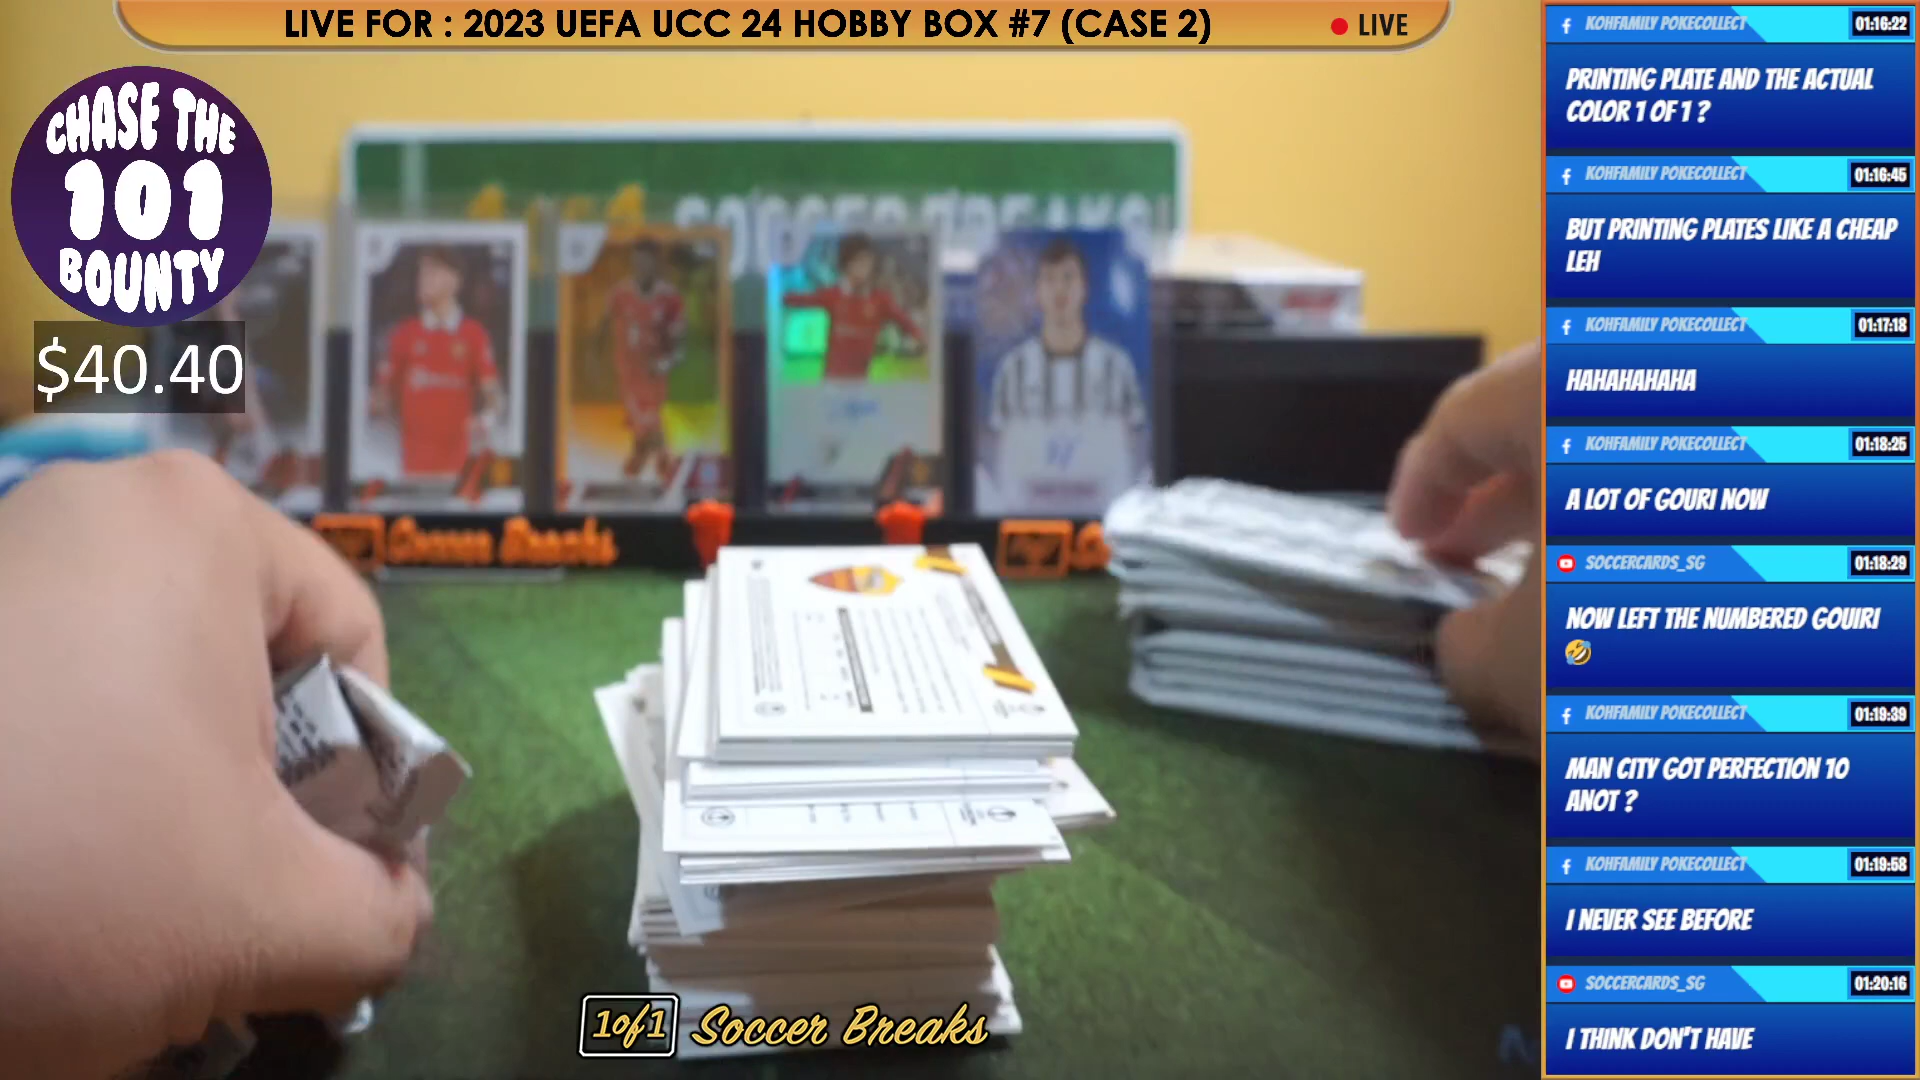 LIVE FOR : 2023 UEFA UCC 24 HOBBY BOX #7 (CASE 2)
LIVE
CHASE THE
101
BOUNTY
$40.40
SOCCER BREAKS
Soccer Breaks
1of1 Soccer Breaks
KOHFAMILY POKECOLLECT 01:16:22
PRINTING PLATE AND THE ACTUAL
COLOR 1 OF 1 ?
KOHFAMILY POKECOLLECT 01:16:45
BUT PRINTING PLATES LIKE A CHEAP
LEH
KOHFAMILY POKECOLLECT 01:17:18
HAHAHAHAHA
KOHFAMILY POKECOLLECT 01:18:25
A LOT OF GOURI NOW
SOCCERCARDS_SG 01:18:29
NOW LEFT THE NUMBERED GOUIRI
🤣
KOHFAMILY POKECOLLECT 01:19:39
MAN CITY GOT PERFECTION 10
ANOT ?
KOHFAMILY POKECOLLECT 01:19:58
I NEVER SEE BEFORE
SOCCERCARDS_SG 01:20:16
I THINK DON'T HAVE